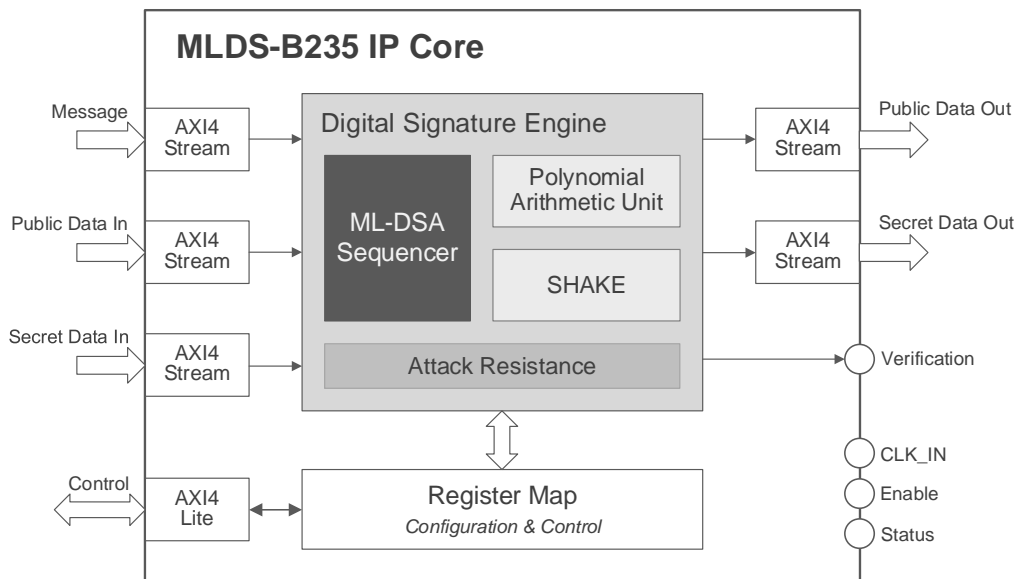 MLDS-B235 IP Core
Message
AXI4
Stream
Public Data In
AXI4
Stream
Secret Data In
AXI4
Stream
Control
AXI4
Lite
Digital Signature Engine
ML-DSA
Sequencer
Polynomial
Arithmetic Unit
SHAKE
Attack Resistance
Register Map
Configuration & Control
AXI4
Stream
Public Data Out
AXI4
Stream
Secret Data Out
Verification
CLK_IN
Enable
Status